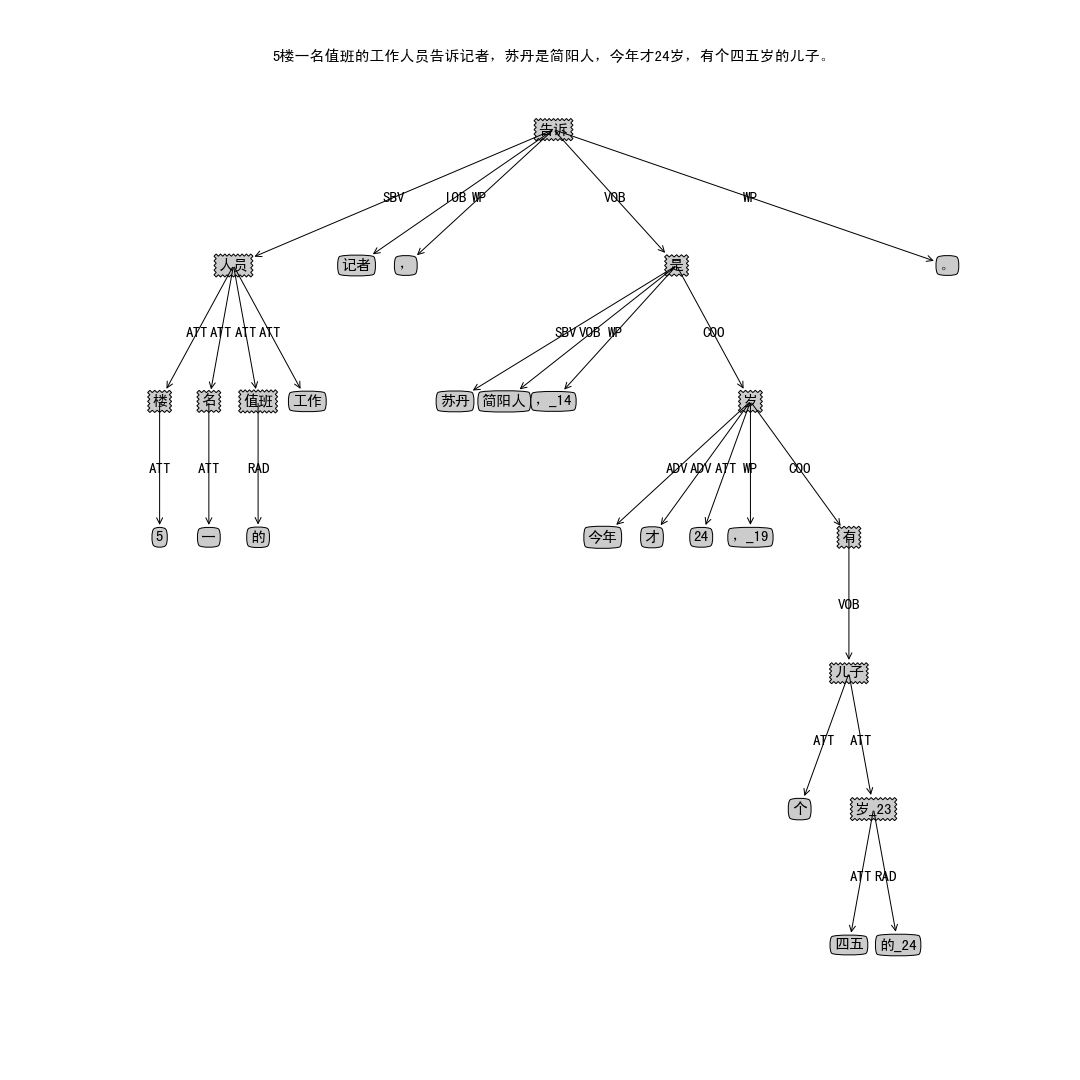 5楼一名值班的工作人员告诉记者，苏丹是简阳人，今年才24岁，有个四五岁的儿子。
告诉
SBV IOB WP VOB WP
人员 记者 ， 是 。
ATT ATT ATT ATT SBV VOB WP COO
楼 名 值班 工作 苏丹 简阳人 ，_14 岁
ATT ATT RAD ADV ADV ATT WP COO
5 一 的 今年 才 24 ，_19 有
VOB
儿子
ATT ATT
个 岁_23
ATT RAD
四五 的_24